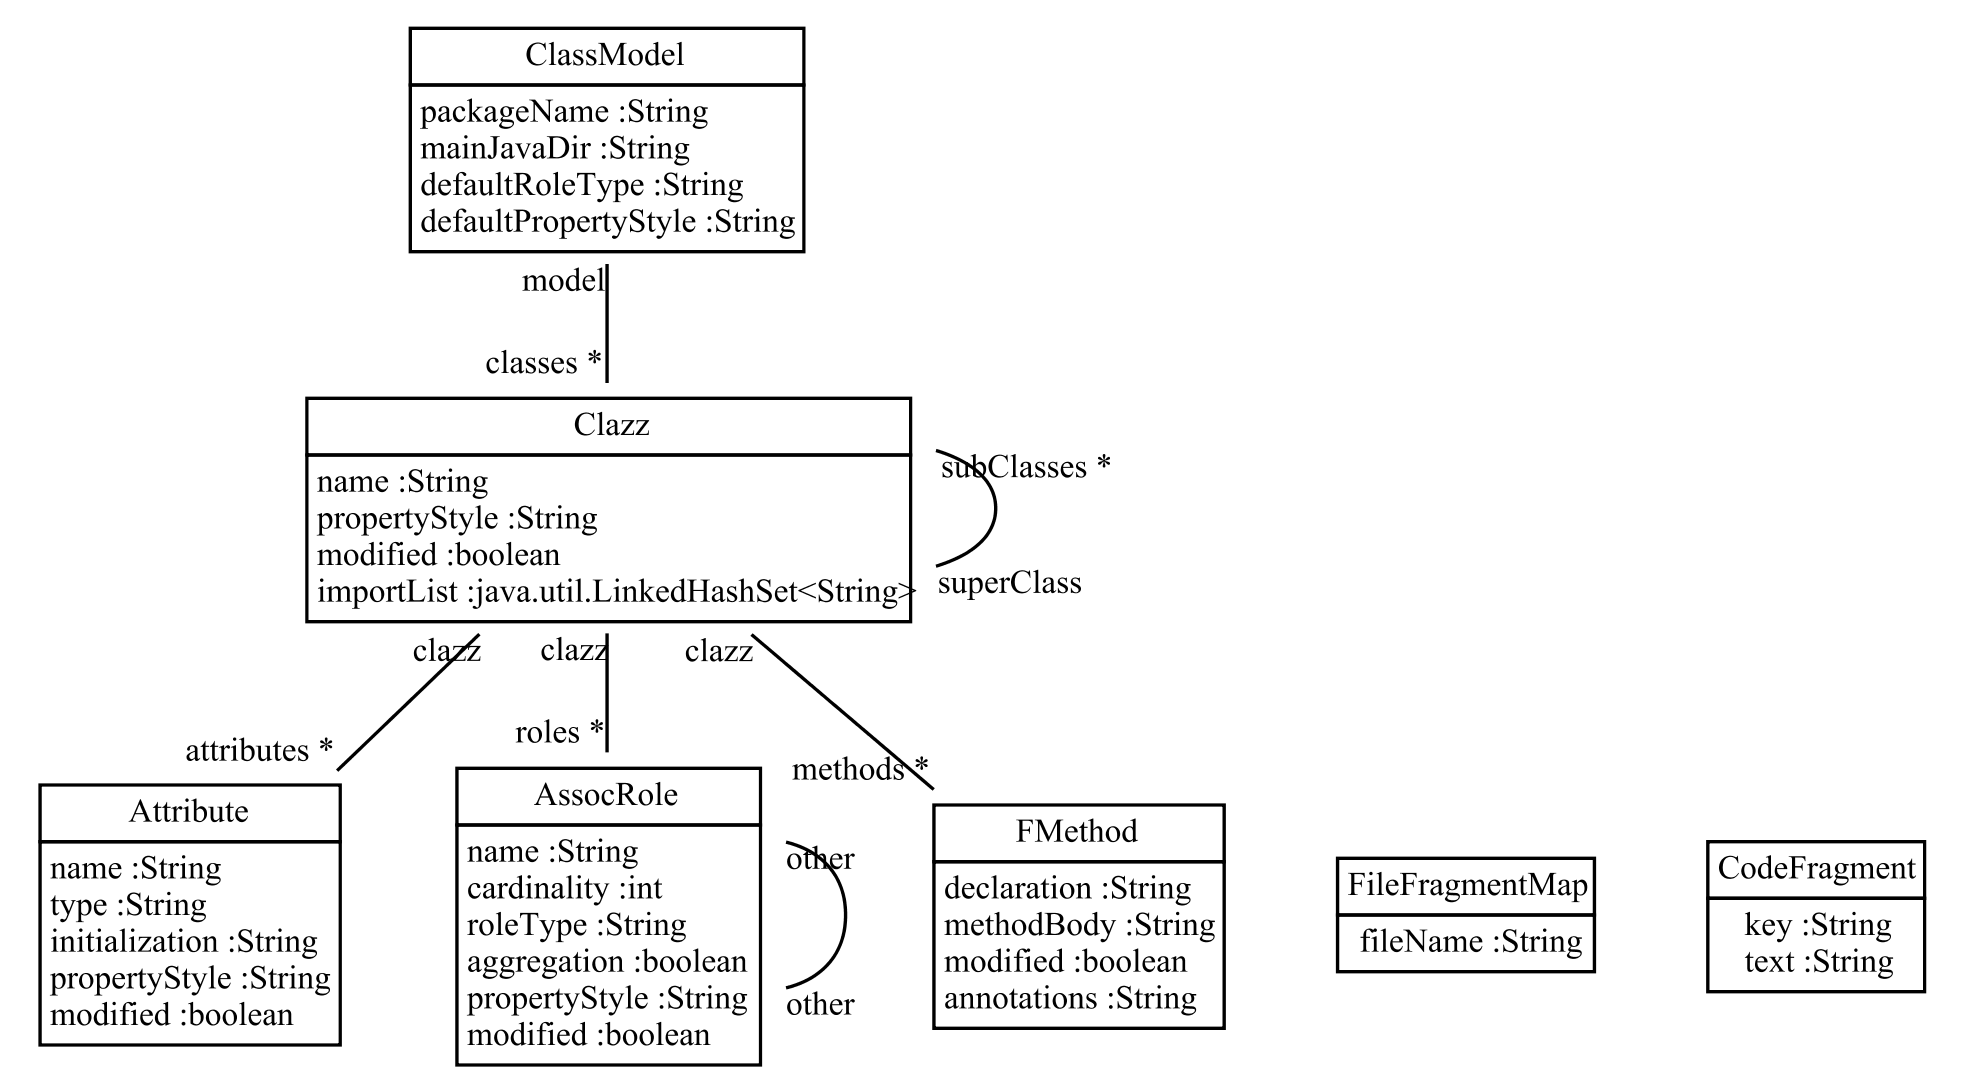 ClassModel
packageName :String
mainJavaDir :String
defaultRoleType :String
defaultPropertyStyle :String
model
classes *
Clazz
name :String
propertyStyle :String
modified :boolean
importList :java.util.LinkedHashSet<String>
subClasses *
superClass
clazz
clazz
clazz
attributes *
roles *
methods *
Attribute
name :String
type :String
initialization :String
propertyStyle :String
modified :boolean
AssocRole
name :String
cardinality :int
roleType :String
aggregation :boolean
propertyStyle :String
modified :boolean
other
other
FMethod
declaration :String
methodBody :String
modified :boolean
annotations :String
FileFragmentMap
fileName :String
CodeFragment
key :String
text :String